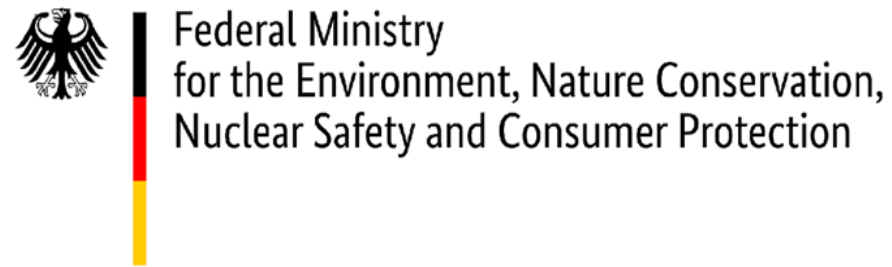 Federal Ministry
for the Environment, Nature Conservation,
Nuclear Safety and Consumer Protection